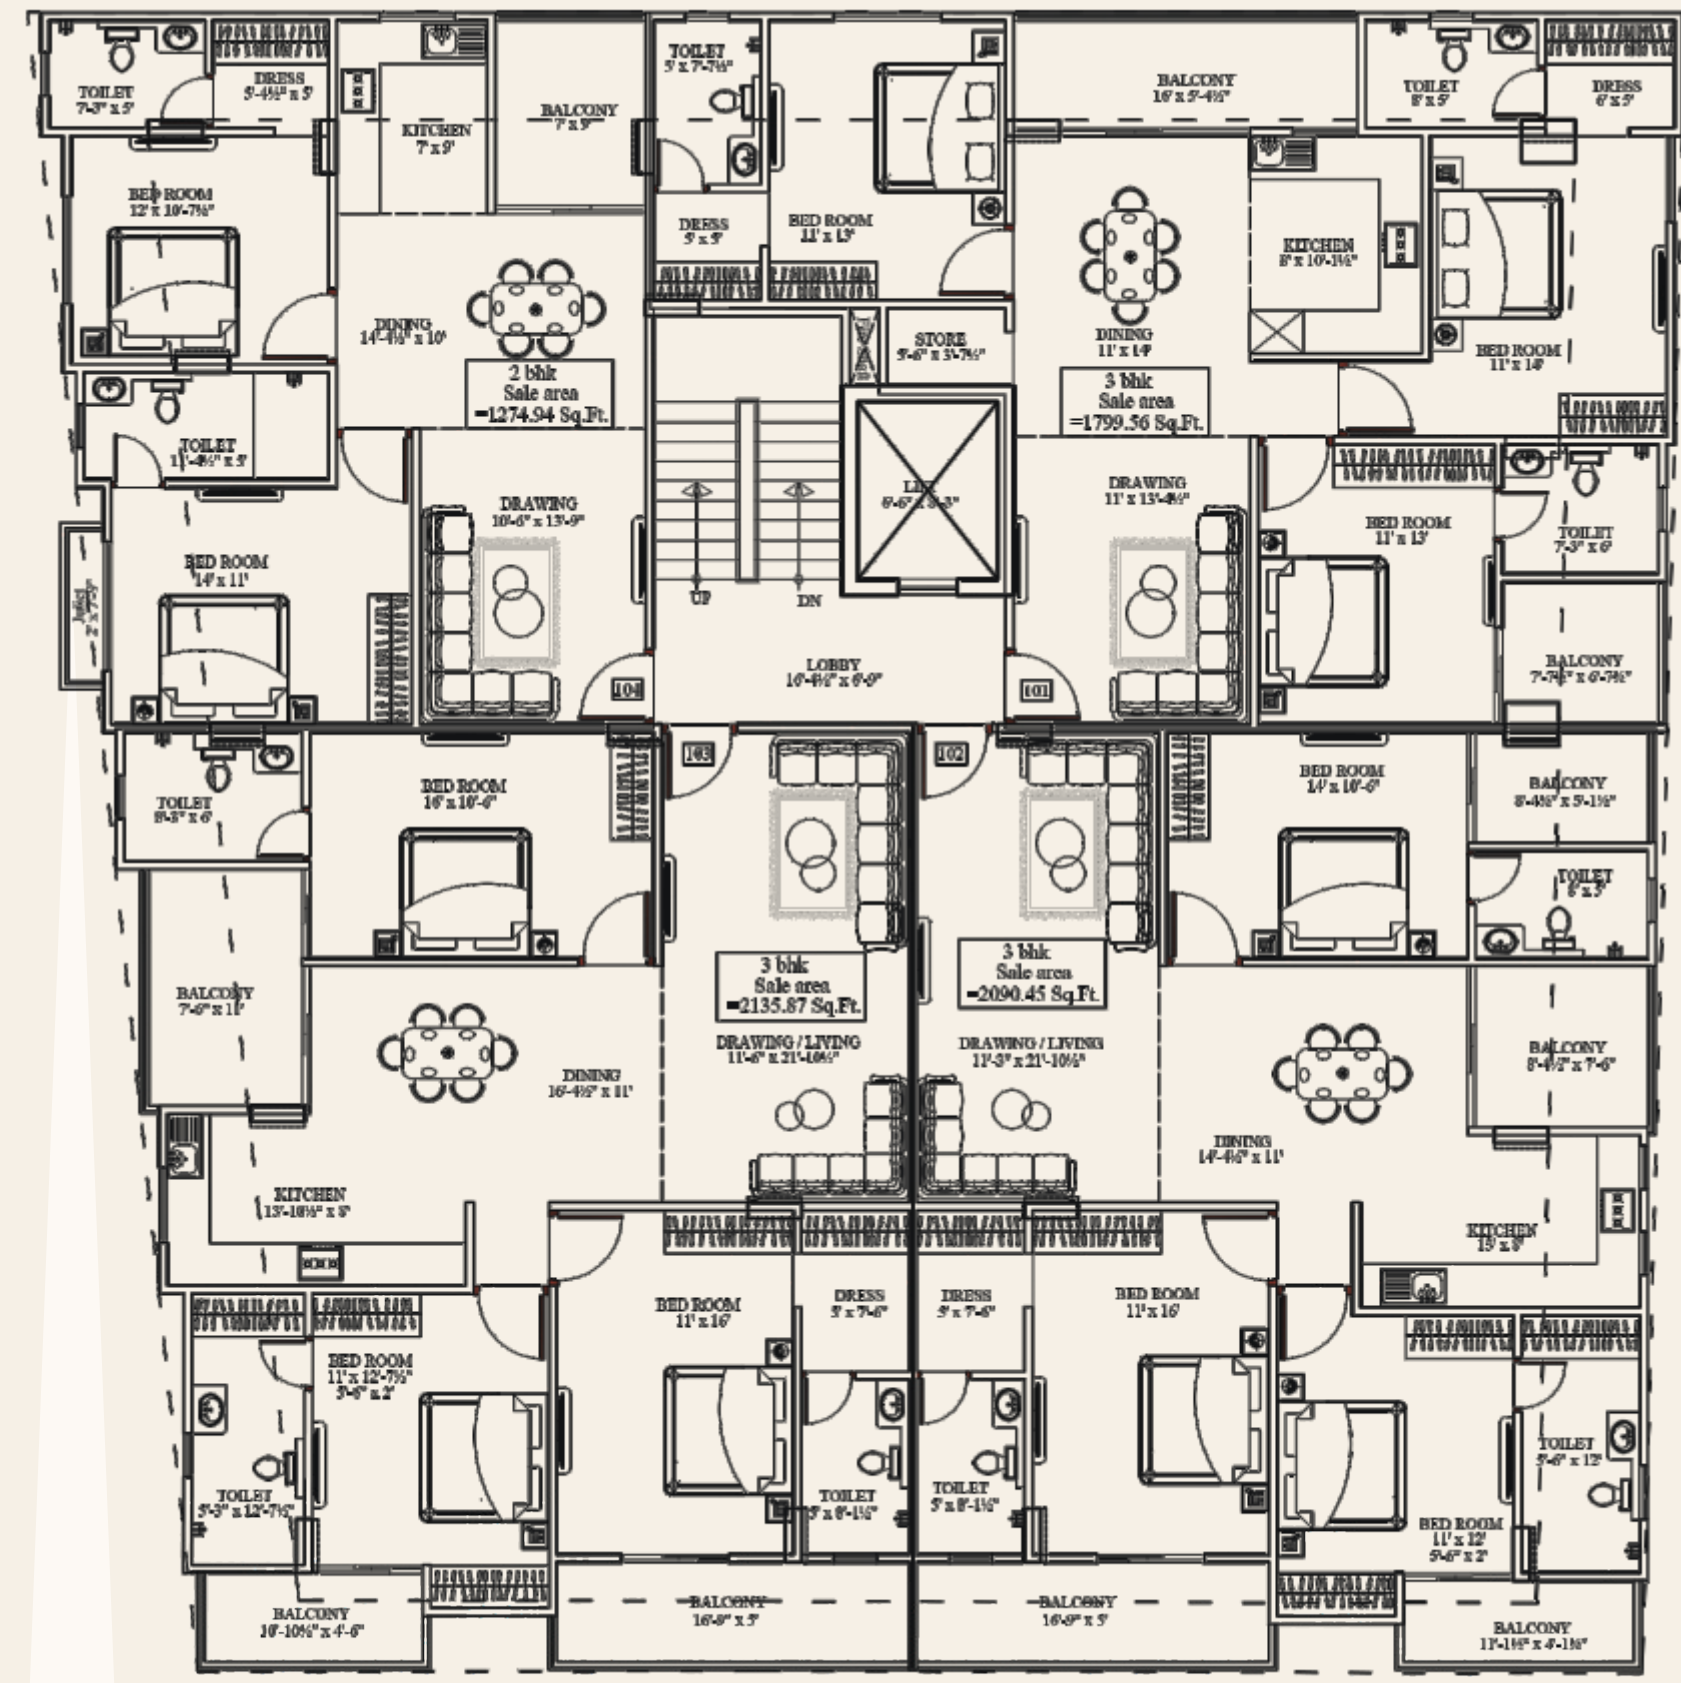 TOILET
7'-3" x 5'
DRESS
5'-4½" x 5'
KITCHEN
7' x 9'
BALCONY
7' x 9'
TOILET
5' x 7'-7½"
DRESS
5' x 5'
BED ROOM
11' x 13'
BALCONY
16' x 5'-4½"
TOILET
8' x 5'
DRESS
6' x 5'
BED ROOM
12' x 10'-7½"
DINING
14'-4½" x 10'
2 bhk
Sale area
=1274.94 Sq.Ft.
STORE
5'-6" x 3'-7½"
DINING
11' x 14'
3 bhk
Sale area
=1799.56 Sq.Ft.
KITCHEN
8' x 10'-1½"
BED ROOM
11' x 14'
TOILET
11'-4½" x 5'
BED ROOM
14' x 11'
2' x 7'-9"
DRAWING
10'-6" x 13'-9"
UP
DN
LOBBY
16'-4½" x 6'-9"
104
101
DRAWING
11' x 13'-4½"
BED ROOM
11' x 13'
TOILET
7'-3" x 6'
BALCONY
7'-7½" x 6'-7½"
TOILET
8'-3" x 6'
BED ROOM
16' x 10'-6"
103
102
BED ROOM
14' x 10'-6"
BALCONY
8'-4½" x 5'-1½"
TOILET
8' x 5'
BALCONY
7'-6" x 11'
3 bhk
Sale area
=2135.87 Sq.Ft.
3 bhk
Sale area
=2090.45 Sq.Ft.
DRAWING / LIVING
11'-6" x 21'-10½"
DRAWING / LIVING
11'-3" x 21'-10½"
DINING
16'-4½" x 11'
BALCONY
8'-4½" x 7'-6"
DINING
14'-4½" x 11'
KITCHEN
13'-10½" x 8'
KITCHEN
15' x 8'
BED ROOM
11' x 16'
DRESS
5' x 7'-6"
DRESS
5' x 7'-6"
BED ROOM
11' x 16'
BED ROOM
11' x 12'-7½"
5'-6" x 2'
TOILET
5'-3" x 12'-7½"
TOILET
5' x 8'-1½"
TOILET
5' x 8'-1½"
TOILET
5'-6" x 12'
BED ROOM
11' x 12'
5'-6" x 2'
BALCONY
10'-10½" x 4'-6"
BALCONY
16'-9" x 5'
BALCONY
16'-9" x 5'
BALCONY
11'-1½" x 4'-1½"